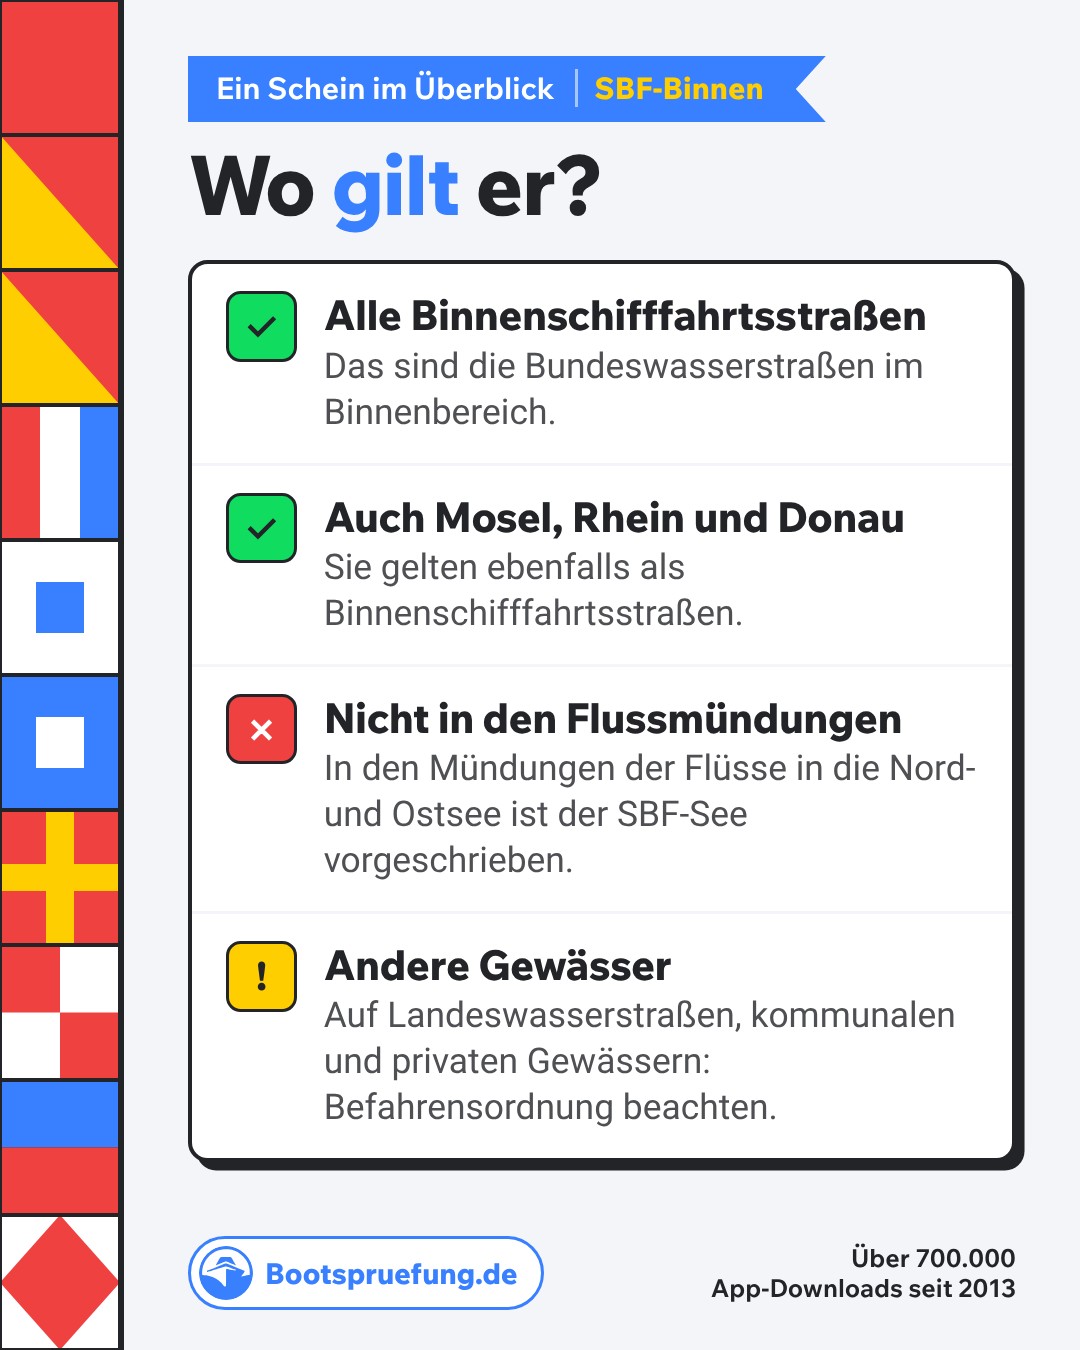 Ein Schein im Überblick | SBF-Binnen
Wo gilt er?
Alle Binnenschifffahrtsstraßen
Das sind die Bundeswasserstraßen im
Binnenbereich.
Auch Mosel, Rhein und Donau
Sie gelten ebenfalls als
Binnenschifffahrtsstraßen.
Nicht in den Flussmündungen
In den Mündungen der Flüsse in die Nord-
und Ostsee ist der SBF-See
vorgeschrieben.
!
Andere Gewässer
Auf Landeswasserstraßen, kommunalen
und privaten Gewässern:
Befahrensordnung beachten.
Bootspruefung.de
Über 700.000
App-Downloads seit 2013